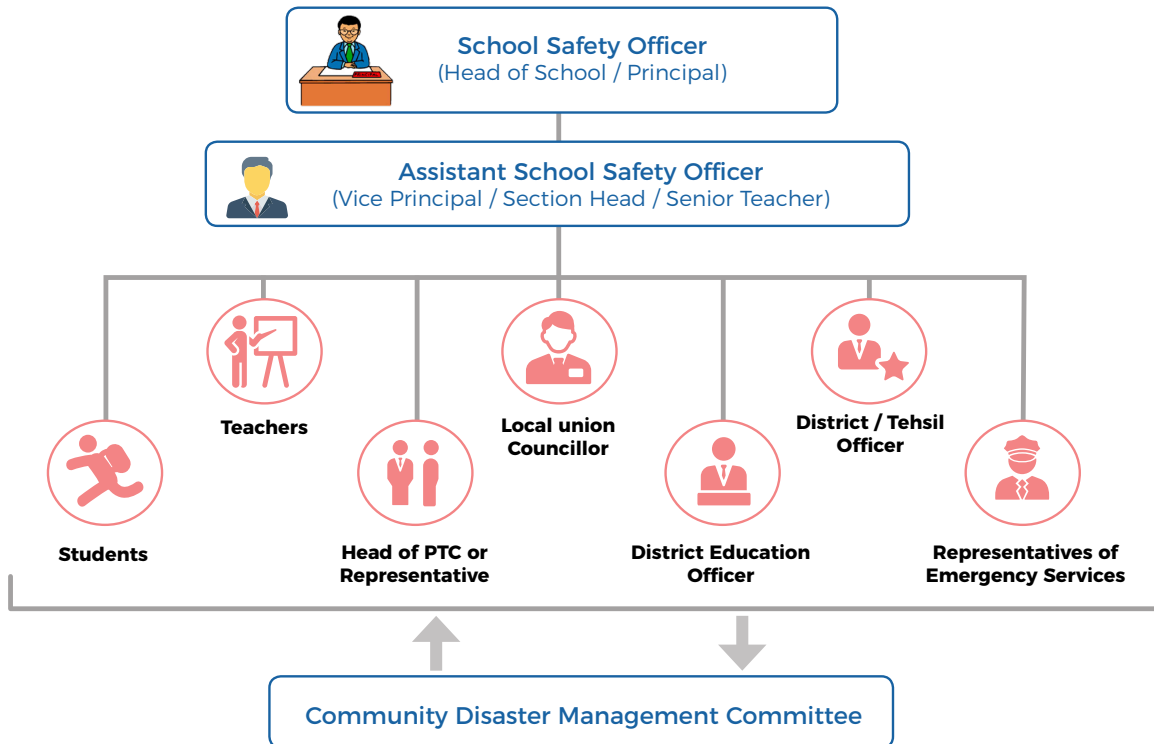 School Safety Officer
(Head of School / Principal)
Assistant School Safety Officer
(Vice Principal / Section Head / Senior Teacher)
Teachers
Local union
Councillor
District / Tehsil
Officer
Students
Head of PTC or
Representative
District Education
Officer
Representatives of
Emergency Services
Community Disaster Management Committee